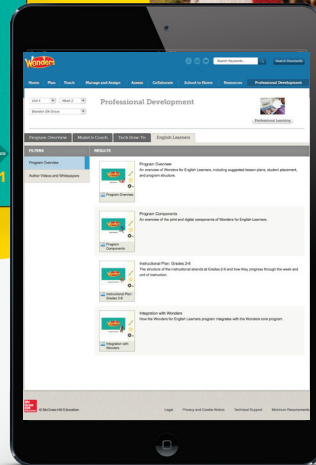 Wonders
Search Keywords...
Search Standards
Home Plan Teach Manage and Assign Assess Collaborate School to Home Resources Professional Development
Unit 1 Week 2
Professional Development
Professional Learning
Program Overview Model & Coach Tech How-To English Learners
FILTERS
RESULTS
Program Overview
Author Videos and Whitepapers
Program Overview
An overview of Wonders for English Learners, including suggested lesson plans, student placement,
and program structure.
Program Overview
Program Components
An overview of the print and digital components of Wonders for English Learners.
Program
Components
Instructional Plan: Grades 2-6
The structure of the instructional strands at Grades 2-6 and how they progress through the week and
unit of instruction.
Instructional Plan:
Grades 2-6
Integration with Wonders
How the Wonders for English Learners program integrates with the Wonders core program.
Integration with
Wonders
© McGraw-Hill Education
Legal Privacy and Cookie Notice Technical Support Minimum Requirements
1